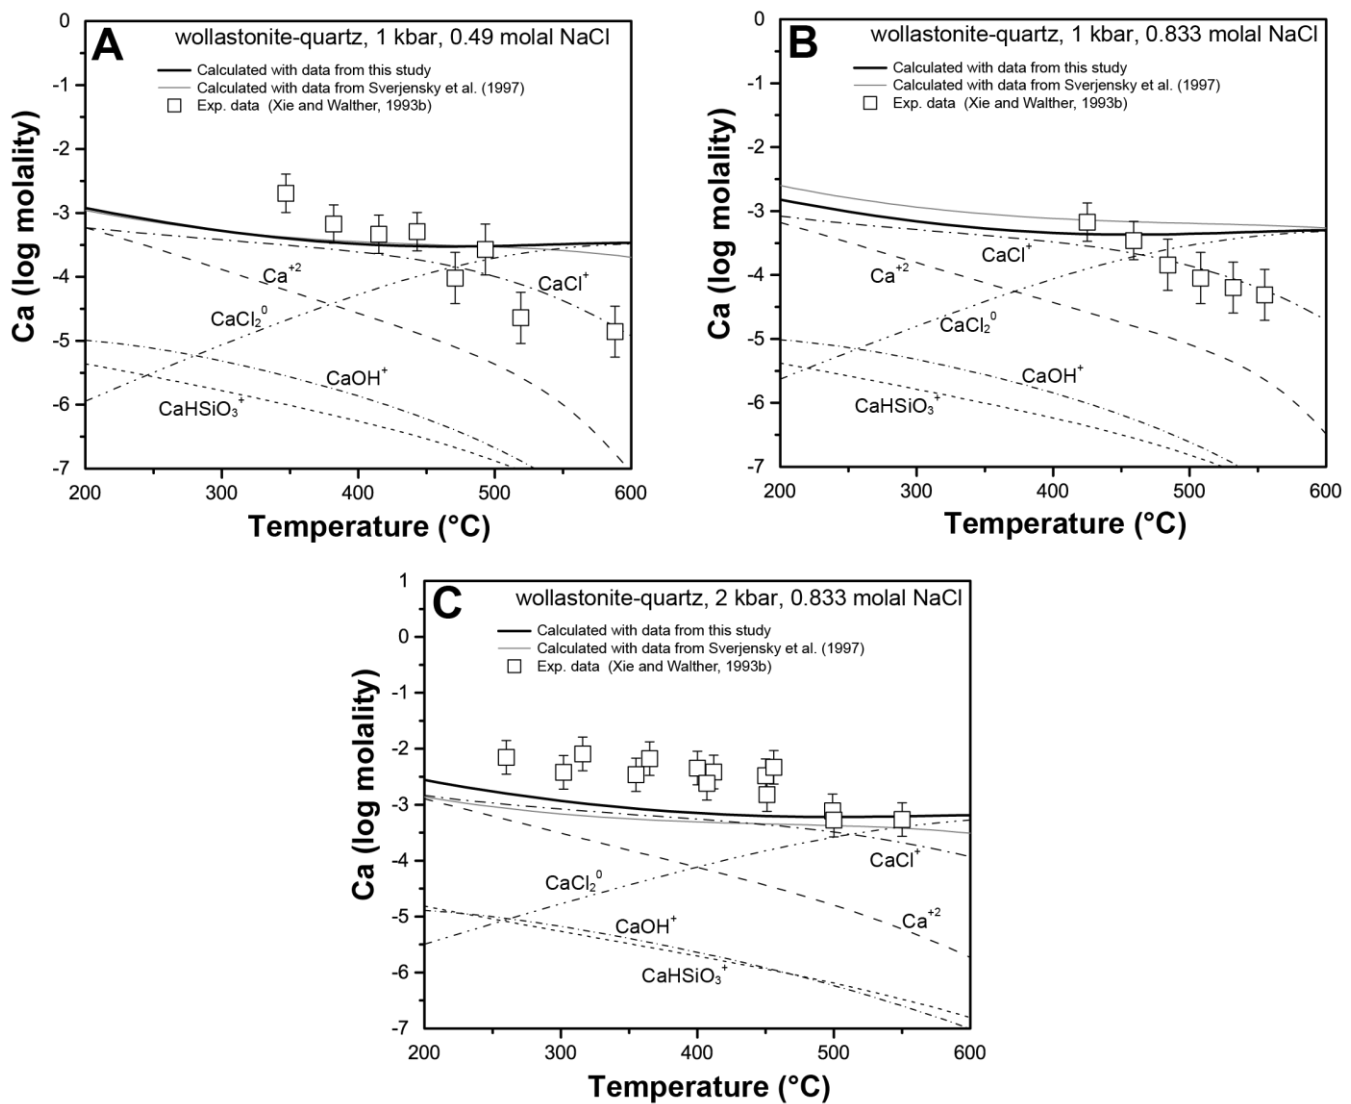 A
wollastonite-quartz, 1 kbar, 0.49 molal NaCl
Calculated with data from this study
Calculated with data from Sverjensky et al. (1997)
Exp. data (Xie and Walther, 1993b)
0
-1
-2
-3
-4
-5
-6
-7
Ca (log molality)
Ca+2
CaCl+
CaCl20
CaOH+
CaHSiO3+
200
300
400
500
600
Temperature (°C)
B
wollastonite-quartz, 1 kbar, 0.833 molal NaCl
Calculated with data from this study
Calculated with data from Sverjensky et al. (1997)
Exp. data (Xie and Walther, 1993b)
0
-1
-2
-3
-4
-5
-6
-7
Ca (log molality)
CaCl+
Ca+2
CaCl20
CaOH+
CaHSiO3+
200
300
400
500
600
Temperature (°C)
C
wollastonite-quartz, 2 kbar, 0.833 molal NaCl
Calculated with data from this study
Calculated with data from Sverjensky et al. (1997)
Exp. data (Xie and Walther, 1993b)
1
0
-1
-2
-3
-4
-5
-6
-7
Ca (log molality)
CaCl+
CaCl20
Ca+2
CaOH+
CaHSiO3+
200
300
400
500
600
Temperature (°C)